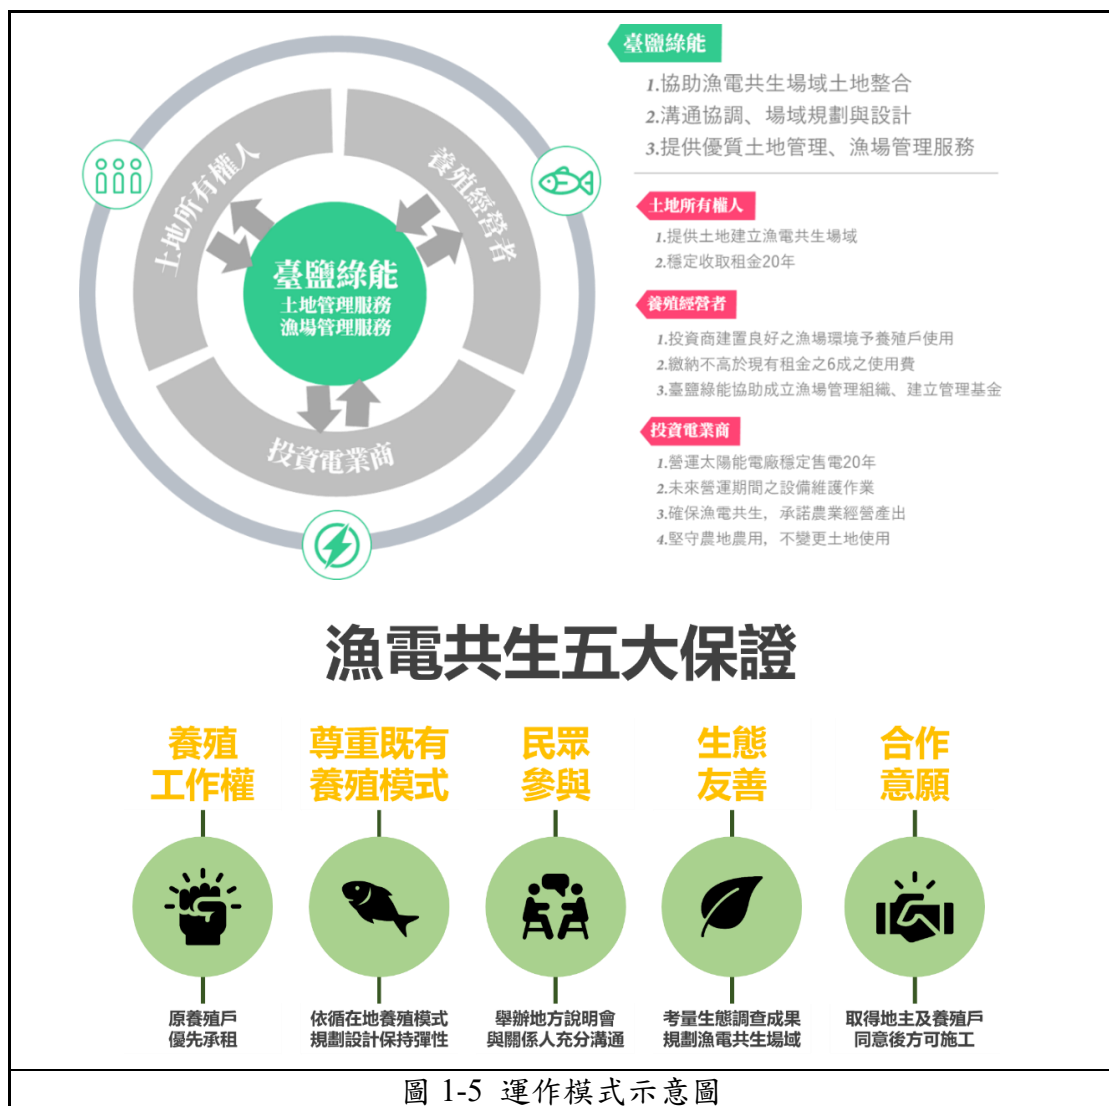 土地所有權人
養殖經營者
臺鹽綠能
土地管理服務
漁場管理服務
投資電業商
臺鹽綠能
1.協助漁電共生場域土地整合
2.溝通協調、場域規劃與設計
3.提供優質土地管理、漁場管理服務
土地所有權人
1.提供土地建立漁電共生場域
2.穩定收取租金20年
養殖經營者
1.投資商建置良好之漁場環境予養殖戶使用
2.繳納不高於現有租金之6成之使用費
3.臺鹽綠能協助成立漁場管理組織、建立管理基金
投資電業商
1.營運太陽能電廠穩定售電20年
2.未來營運期間之設備維護作業
3.確保漁電共生，承諾農業經營產出
4.堅守農地農用，不變更土地使用
漁電共生五大保證
養殖
工作權
尊重既有
養殖模式
民眾
參與
生態
友善
合作
意願
原養殖戶
優先承租
依循在地養殖模式
規劃設計保持彈性
舉辦地方說明會
與關係人充分溝通
考量生態調查成果
規劃漁電共生場域
取得地主及養殖戶
同意後方可施工
圖 1-5 運作模式示意圖